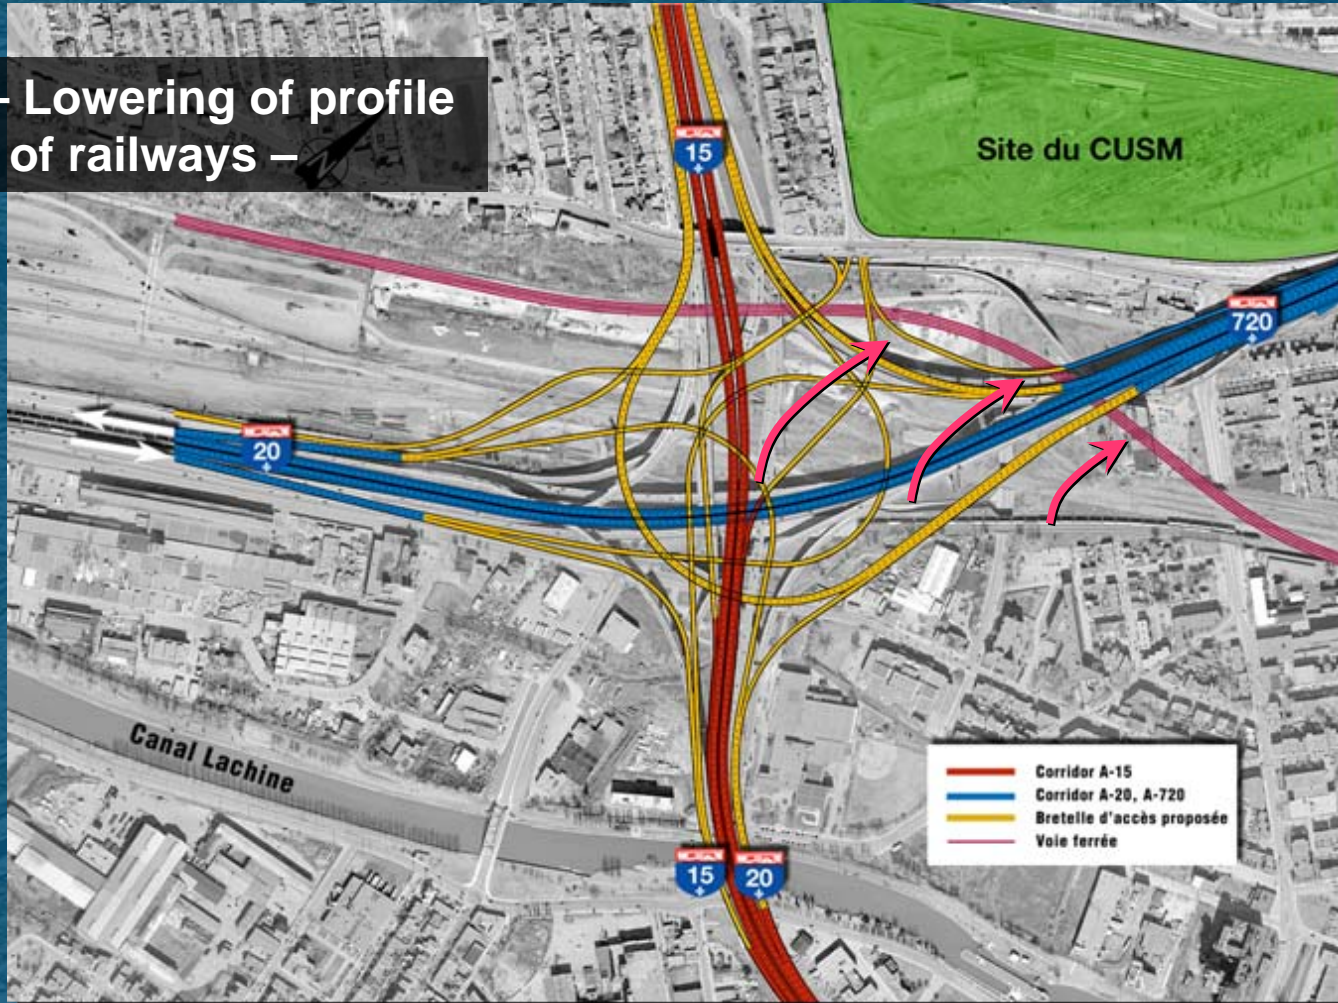 - Lowering of profile
of railways –
15
Site du CUSM
720
20
Canal Lachine
Corridor A-15
Corridor A-20, A-720
Bretelle d'accès proposée
Voie ferrée
15
20